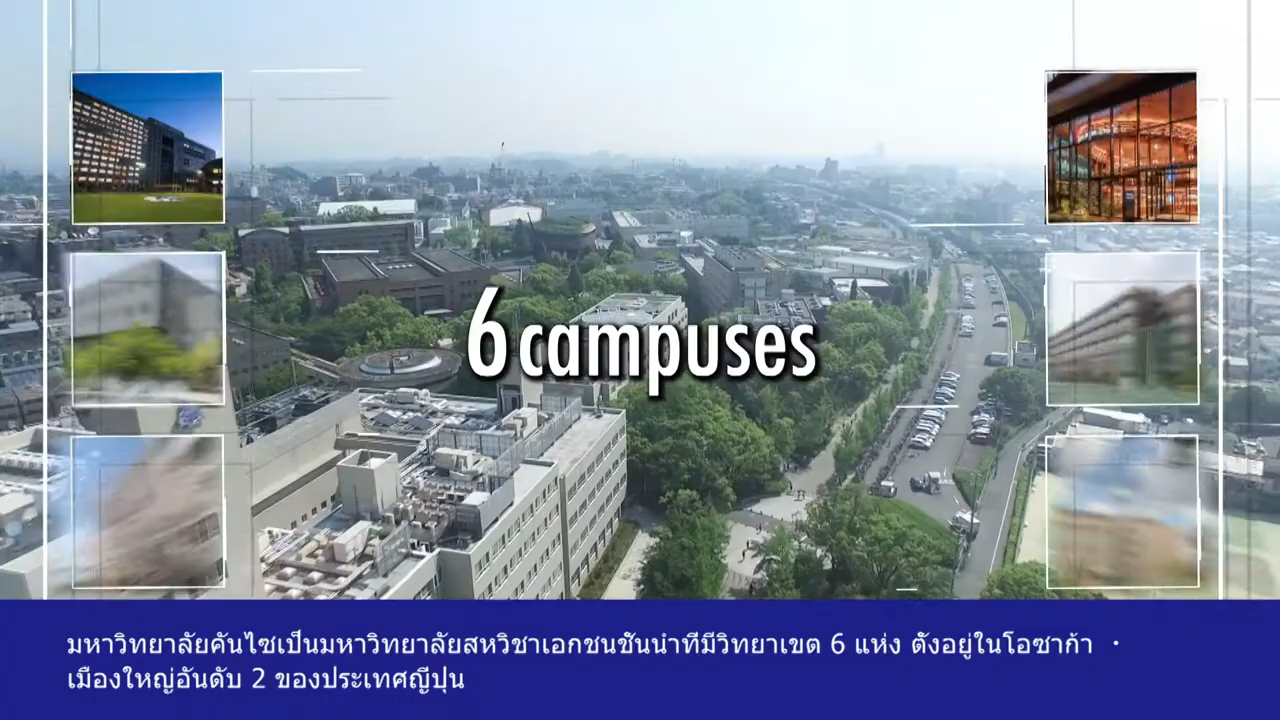 6 campuses
มหาวิทยาลัยคันไซเป็นมหาวิทยาลัยสหวิชาเอกชนชั้นนำที่มีวิทยาเขต 6 แห่ง ตั้งอยู่ในโอซาก้า ・
เมืองใหญ่อันดับ 2 ของประเทศญี่ปุ่น